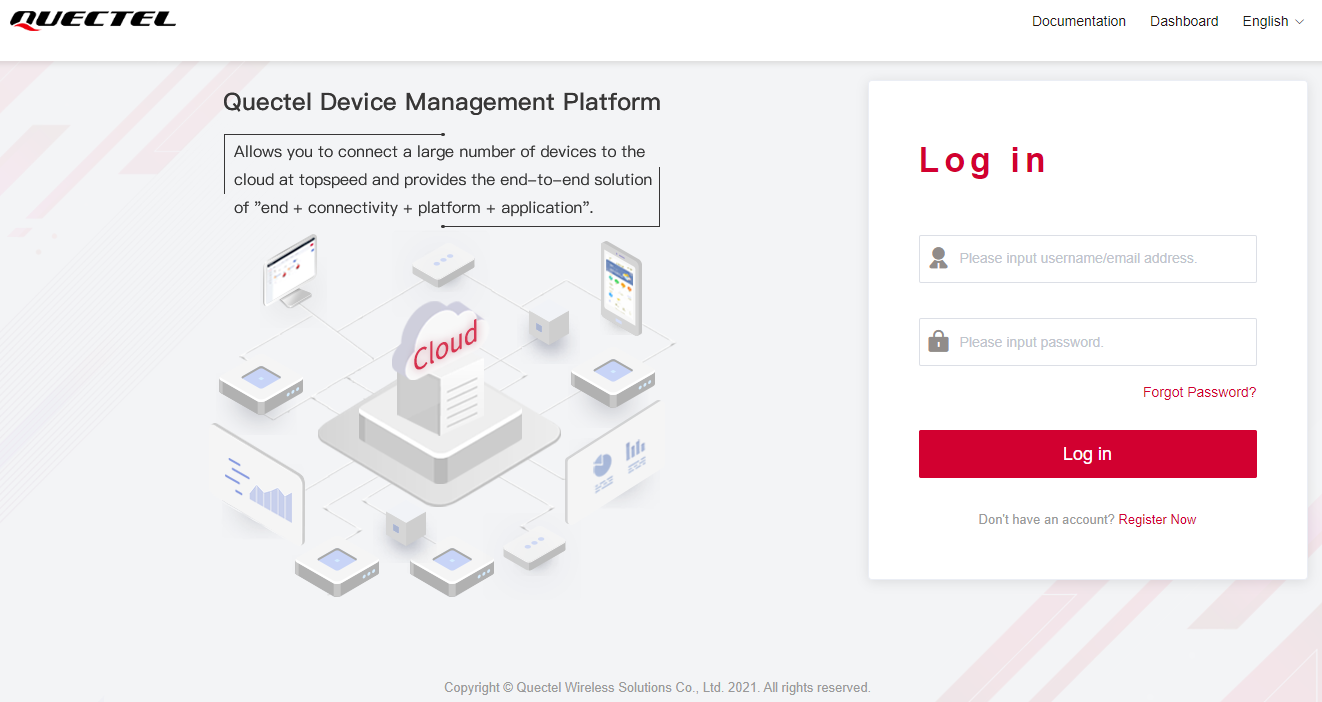 QUECTEL
Documentation Dashboard English
Quectel Device Management Platform
Allows you to connect a large number of devices to the
cloud at topspeed and provides the end-to-end solution
of "end + connectivity + platform + application".
Cloud
Log in
Please input username/email address.
Please input password.
Forgot Password?
Log in
Don't have an account? Register Now
Copyright © Quectel Wireless Solutions Co., Ltd. 2021. All rights reserved.